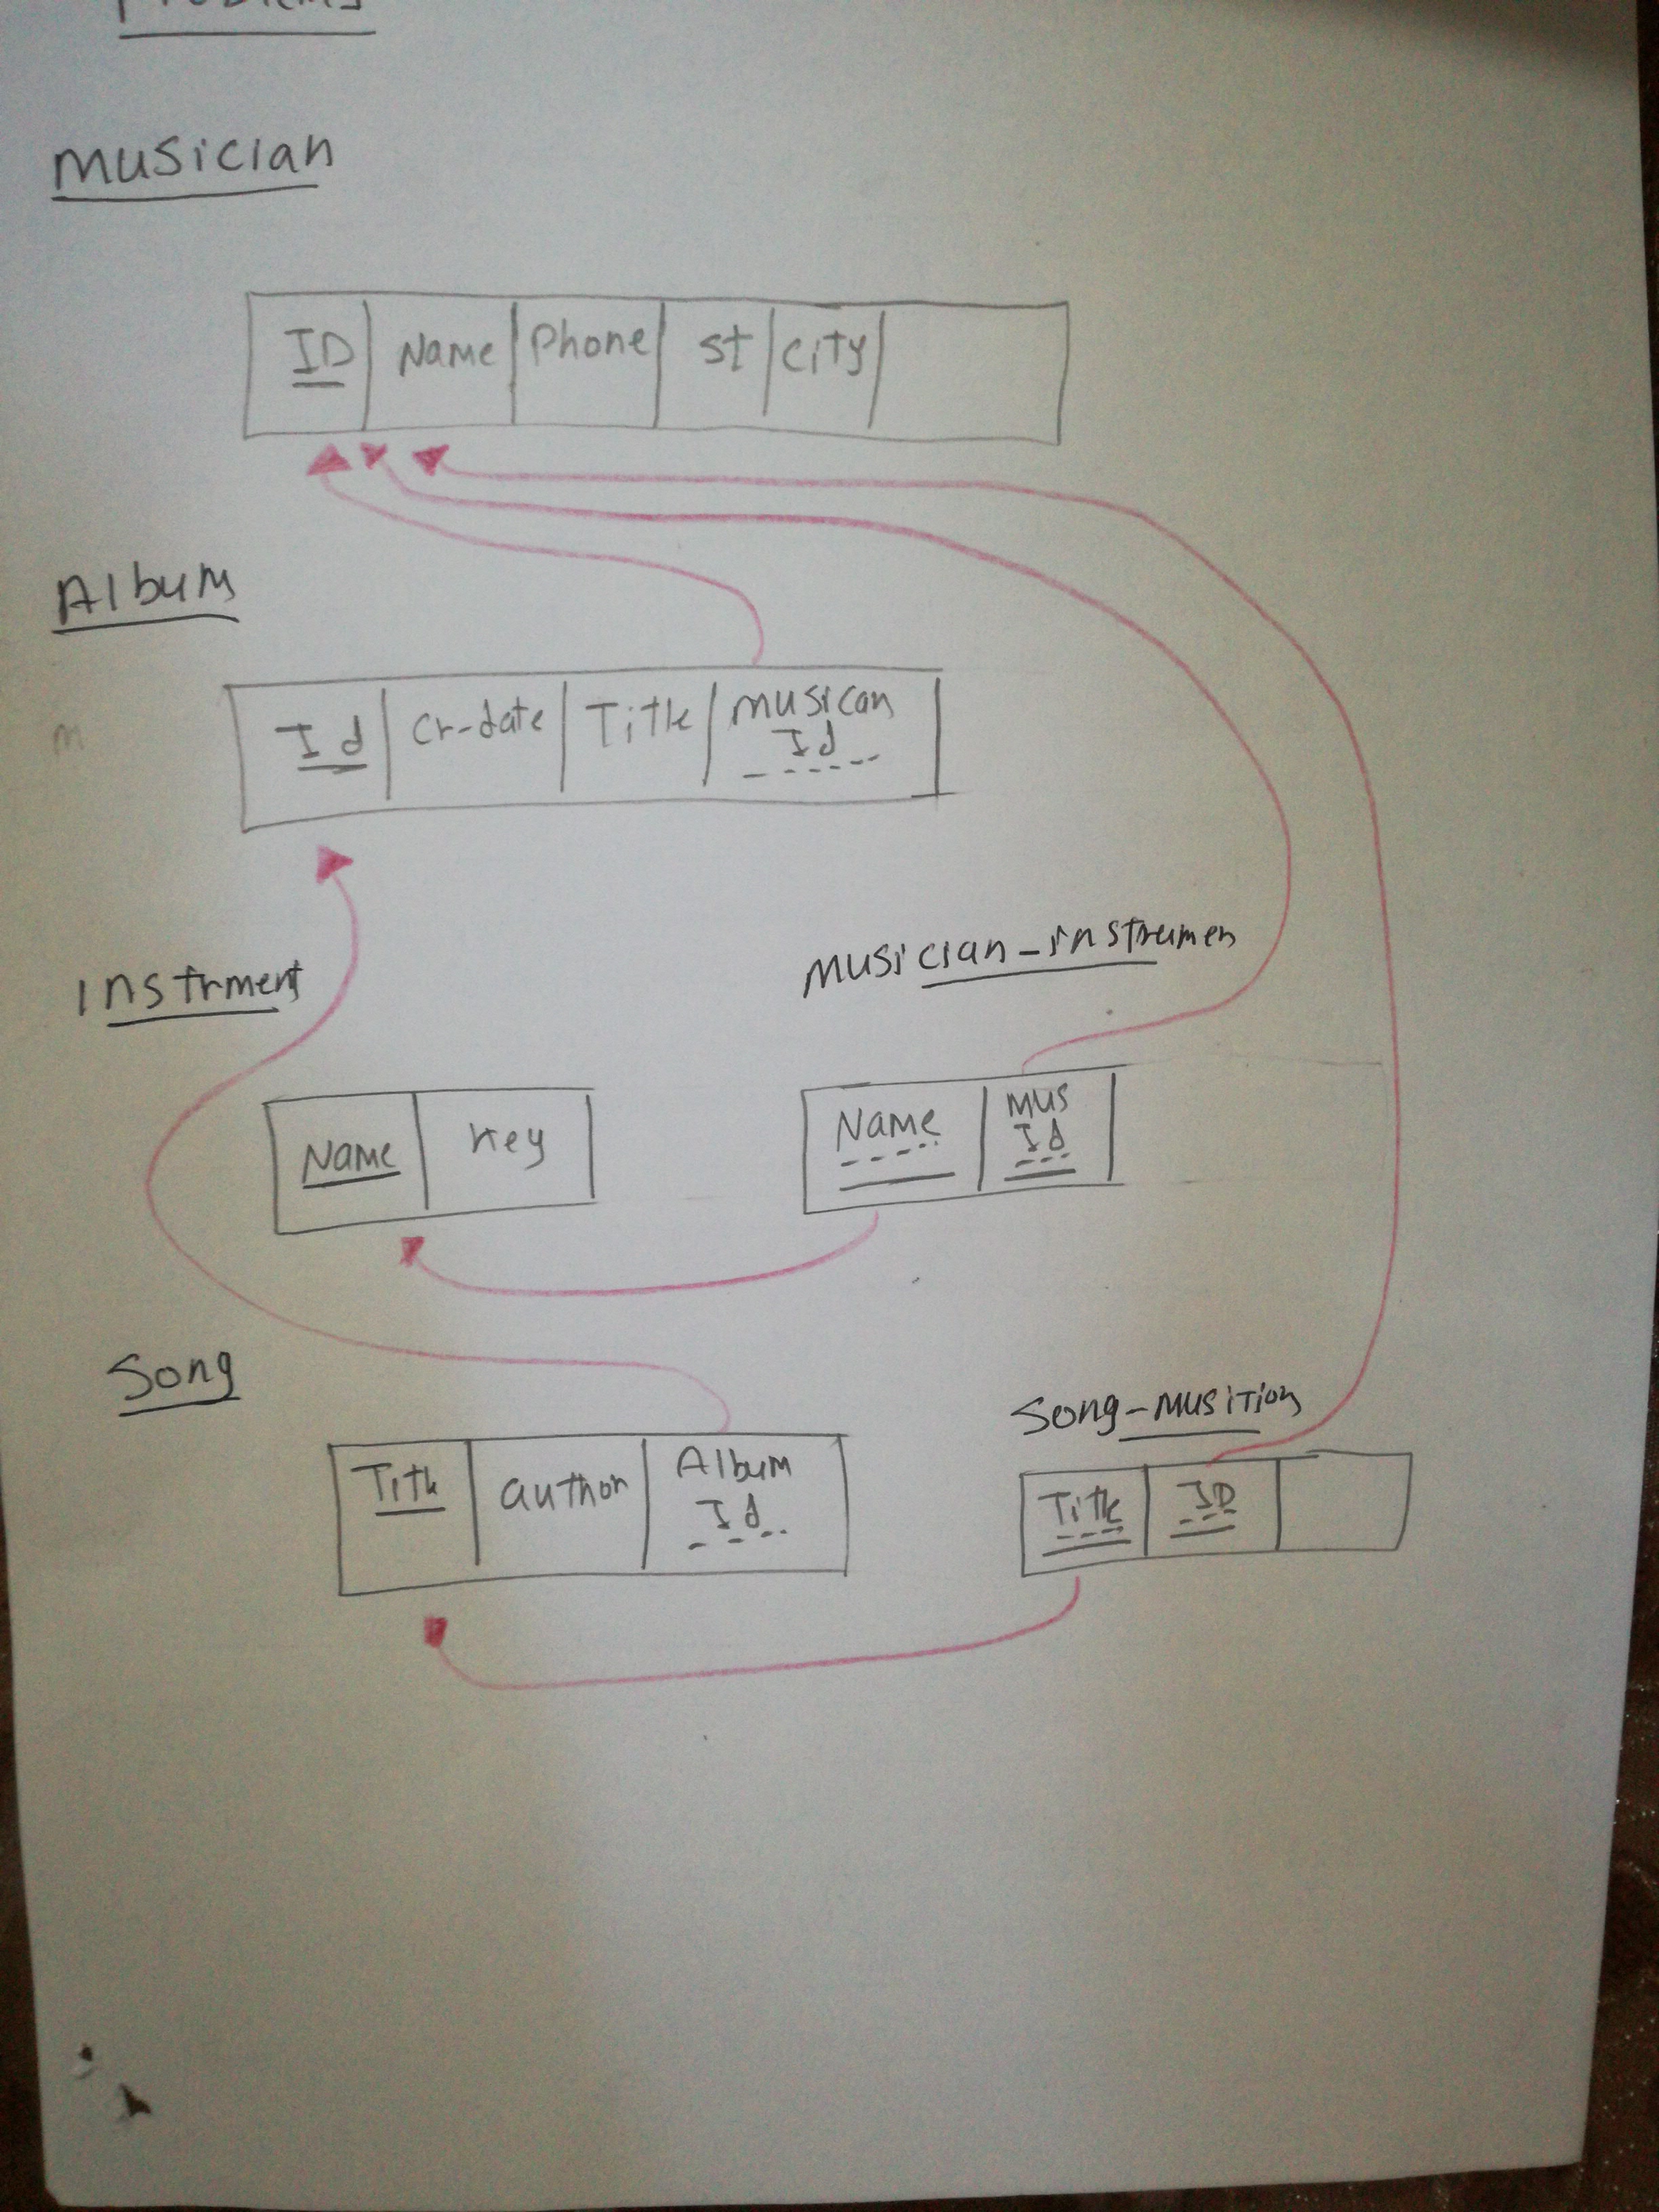 Problems
Musician
ID Name Phone St City
Album
Id Cr-date Title musican
Id
m
Instrment
Musician-instrumen
Name Key
Name Mus
Id
Song
Song-Musition
Title author Album
Id
Title ID